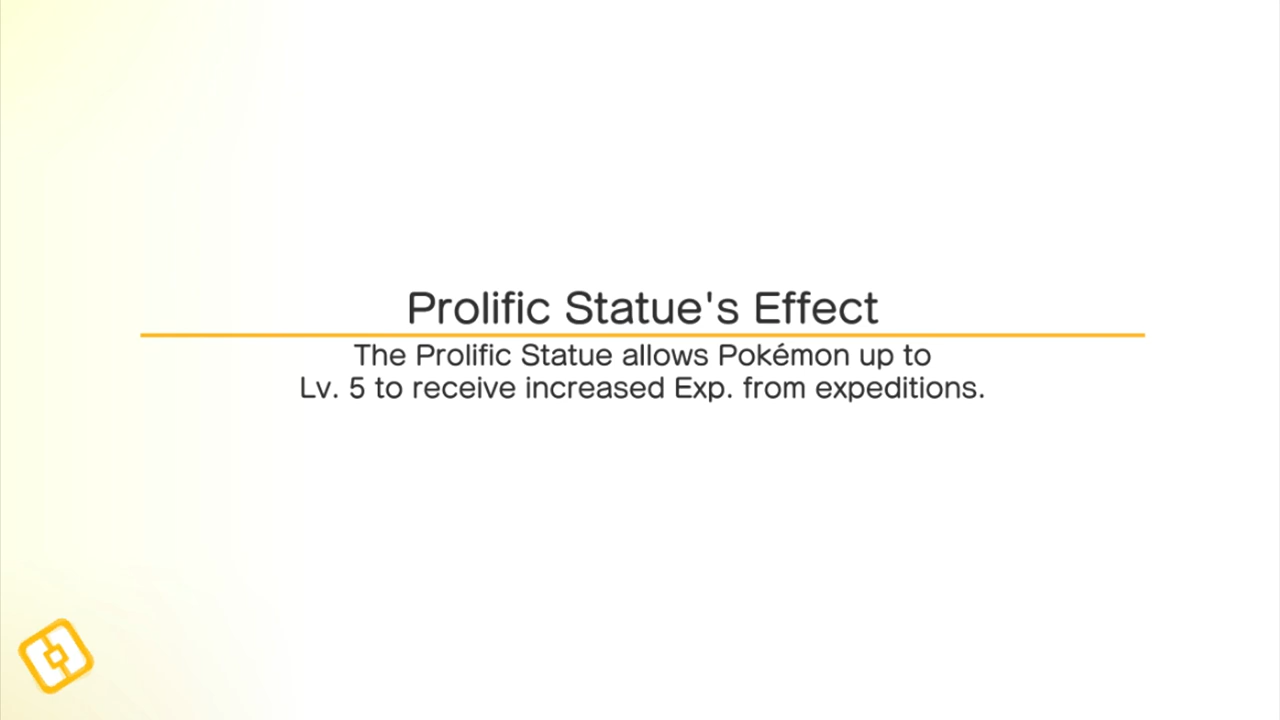 Prolific Statue's Effect
The Prolific Statue allows Pokémon up to
Lv. 5 to receive increased Exp. from expeditions.